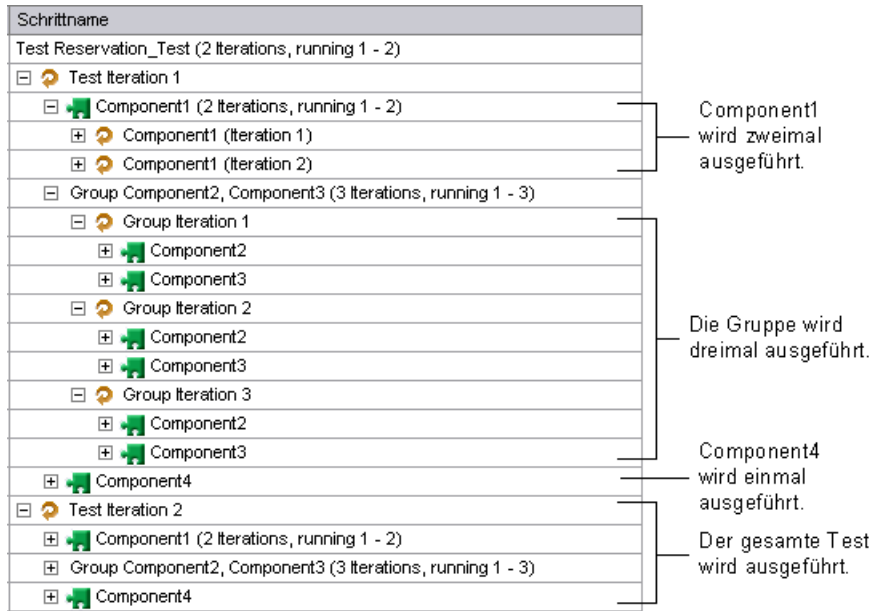 Schrittname
Test Reservation_Test (2 Iterations, running 1 - 2)
Test Iteration 1
Component1 (2 Iterations, running 1 - 2)
Component1 (Iteration 1)
Component1 (Iteration 2)
Component1
wird zweimal
ausgeführt.
Group Component2, Component3 (3 Iterations, running 1 - 3)
Group Iteration 1
Component2
Component3
Group Iteration 2
Component2
Component3
Group Iteration 3
Component2
Component3
Die Gruppe wird
dreimal ausgeführt.
Component4
Component4
wird einmal
ausgeführt.
Test Iteration 2
Component1 (2 Iterations, running 1 - 2)
Group Component2, Component3 (3 Iterations, running 1 - 3)
Component4
Der gesamte Test
wird ausgeführt.